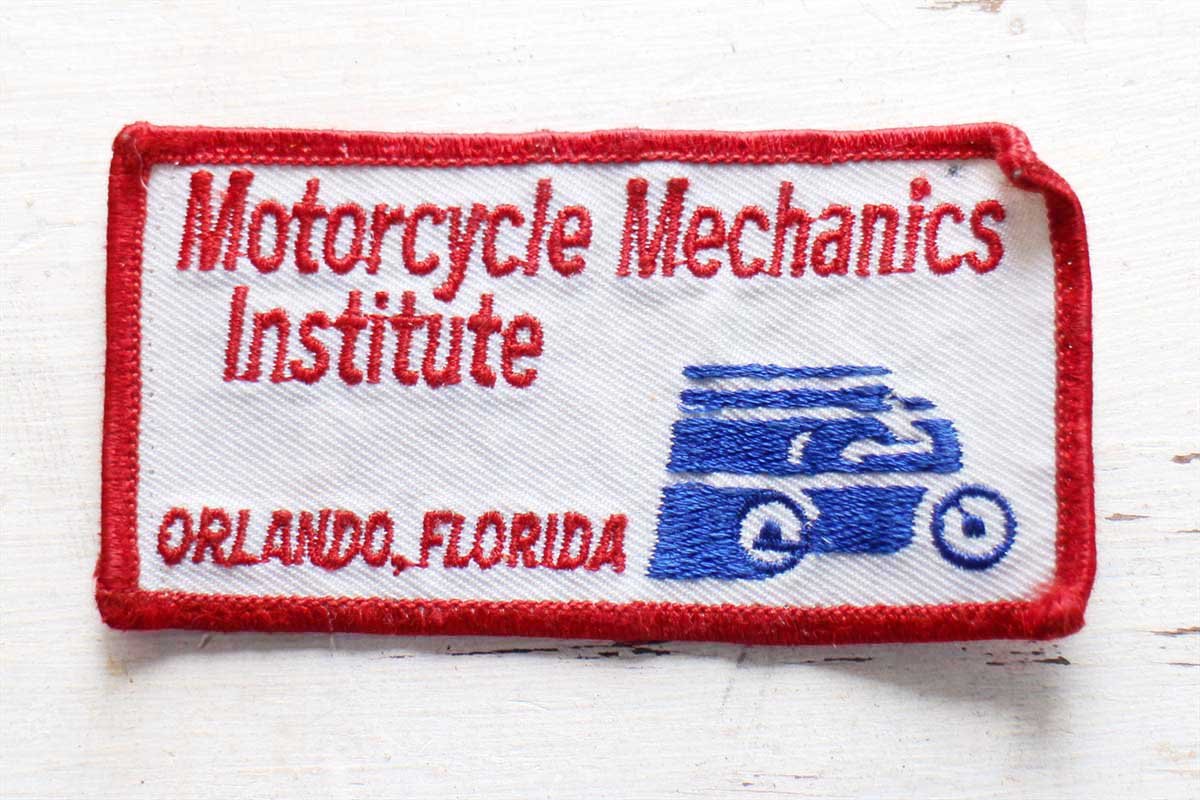 Motorcycle Mechanics
Institute
ORLANDO, FLORIDA